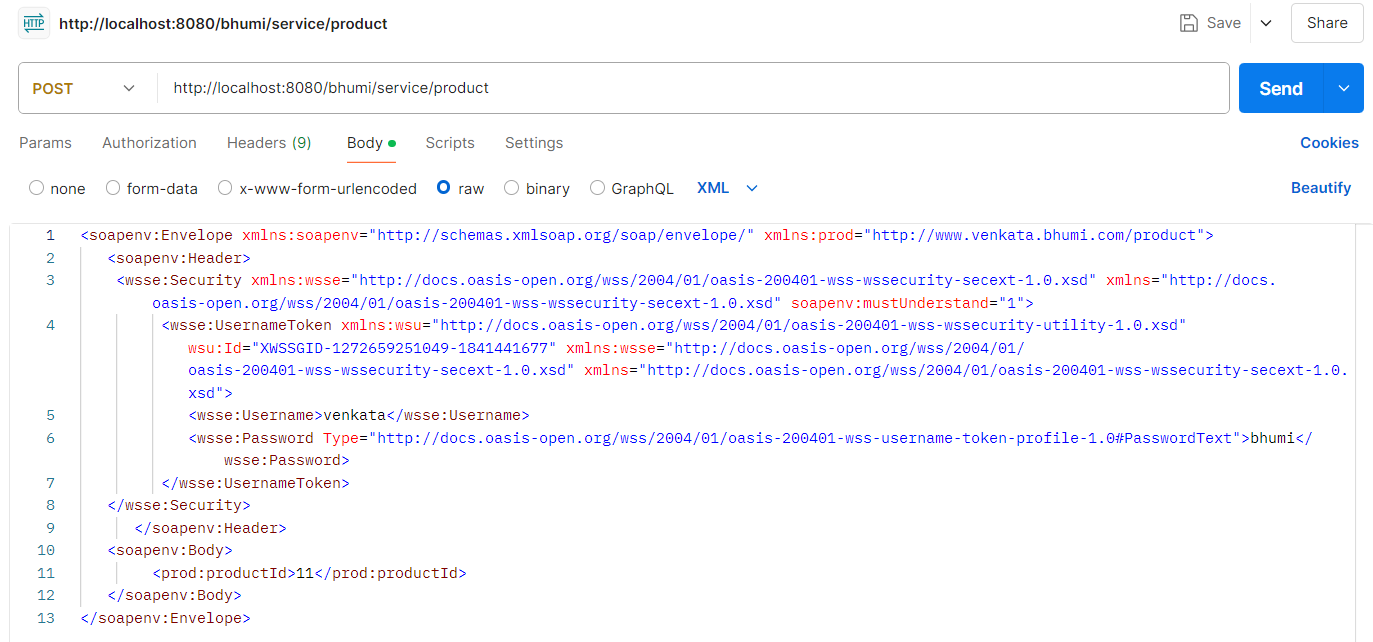 HTTP http://localhost:8080/bhumi/service/product Save Share
POST http://localhost:8080/bhumi/service/product Send
Params Authorization Headers (9) Body Scripts Settings Cookies
none form-data x-www-form-urlencoded raw binary GraphQL XML Beautify
1 <soapenv:Envelope xmlns:soapenv="http://schemas.xmlsoap.org/soap/envelope/" xmlns:prod="http://www.venkata.bhumi.com/product">
2 <soapenv:Header>
3 <wsse:Security xmlns:wsse="http://docs.oasis-open.org/wss/2004/01/oasis-200401-wss-wssecurity-secext-1.0.xsd" xmlns="http://docs.
oasis-open.org/wss/2004/01/oasis-200401-wss-wssecurity-secext-1.0.xsd" soapenv:mustUnderstand="1">
4 <wsse:UsernameToken xmlns:wsu="http://docs.oasis-open.org/wss/2004/01/oasis-200401-wss-wssecurity-utility-1.0.xsd"
wsu:Id="XWSSGID-1272659251049-1841441677" xmlns:wsse="http://docs.oasis-open.org/wss/2004/01/
oasis-200401-wss-wssecurity-secext-1.0.xsd" xmlns="http://docs.oasis-open.org/wss/2004/01/oasis-200401-wss-wssecurity-secext-1.0.
xsd">
5 <wsse:Username>venkata</wsse:Username>
6 <wsse:Password Type="http://docs.oasis-open.org/wss/2004/01/oasis-200401-wss-username-token-profile-1.0#PasswordText">bhumi</
wsse:Password>
7 </wsse:UsernameToken>
8 </wsse:Security>
9 </soapenv:Header>
10 <soapenv:Body>
11 <prod:productId>11</prod:productId>
12 </soapenv:Body>
13 </soapenv:Envelope>